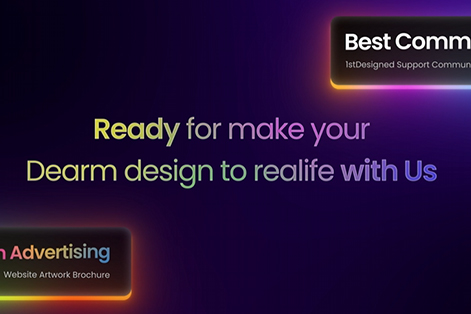 Best Comm
1stDesigned Support Commun
Ready for make your
Dearm design to realife with Us
n Advertising
Website Artwork Brochure